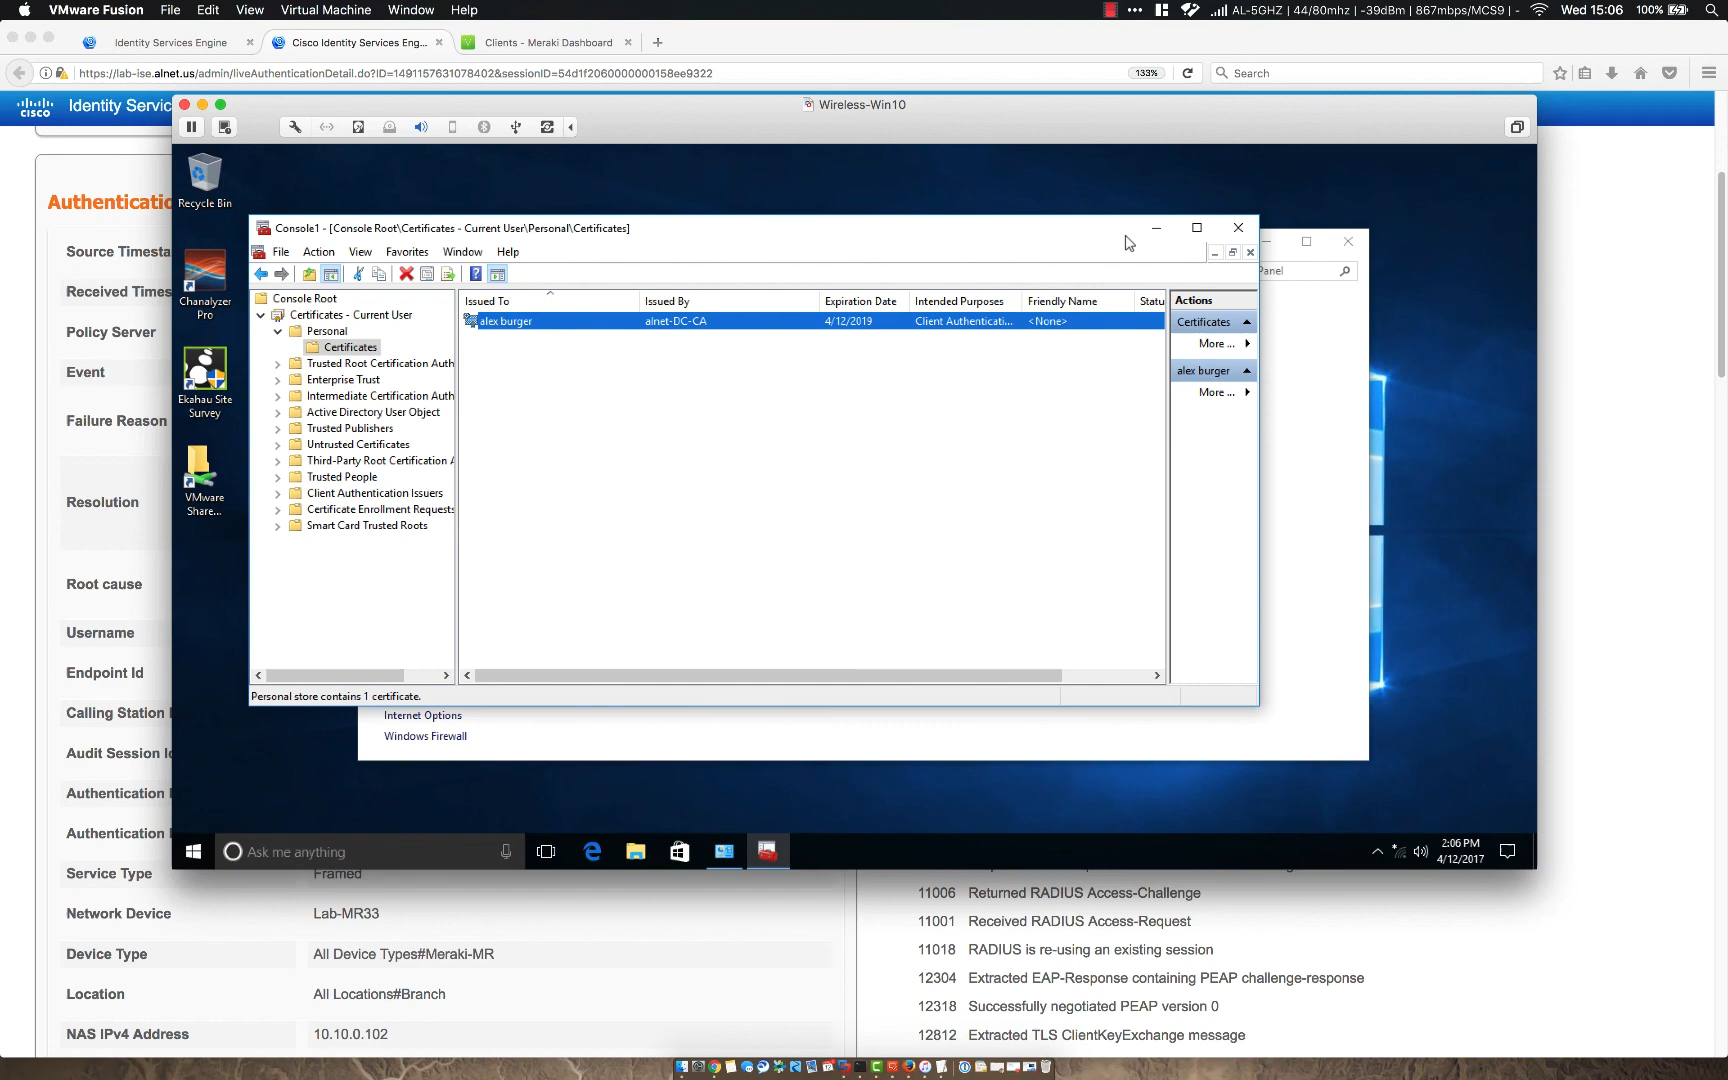 VMware Fusion File Edit View Virtual Machine Window Help AL-5GHZ | 44/80mhz | -39dBm | 867mbps/MCS9 | - Wed 15:06 100%
Identity Services Engine Cisco Identity Services Eng... Clients - Meraki Dashboard
https://lab-ise.alnet.us/admin/liveAuthenticationDetail.do?ID=1491157631078402&sessionID=54d1f2060000000158ee9322 133% Search
CISCO Identity Servic
Wireless-Win10
Recycle Bin
Chanalyzer
Pro
Ekahau Site
Survey
VMware
Share...
Console1 - [Console Root\Certificates - Current User\Personal\Certificates]
File Action View Favorites Window Help
Panel
Console Root
Certificates - Current User
Personal
Certificates
Trusted Root Certification Auth
Enterprise Trust
Intermediate Certification Auth
Active Directory User Object
Trusted Publishers
Untrusted Certificates
Third-Party Root Certification A
Trusted People
Client Authentication Issuers
Certificate Enrollment Requests
Smart Card Trusted Roots
Issued To Issued By Expiration Date Intended Purposes Friendly Name Statu
alex burger alnet-DC-CA 4/12/2019 Client Authenticati... <None>
Actions
Certificates
More ...
alex burger
More ...
Personal store contains 1 certificate.
Internet Options
Windows Firewall
Ask me anything
2:06 PM
4/12/2017
Authenticatio
Source Timesta
Received Times
Policy Server
Event
Failure Reason
Resolution
Root cause
Username
Endpoint Id
Calling Station
Audit Session Id
Authentication
Authentication
Service Type Framed
Network Device Lab-MR33
Device Type All Device Types#Meraki-MR
Location All Locations#Branch
NAS IPv4 Address 10.10.0.102
11006 Returned RADIUS Access-Challenge
11001 Received RADIUS Access-Request
11018 RADIUS is re-using an existing session
12304 Extracted EAP-Response containing PEAP challenge-response
12318 Successfully negotiated PEAP version 0
12812 Extracted TLS ClientKeyExchange message